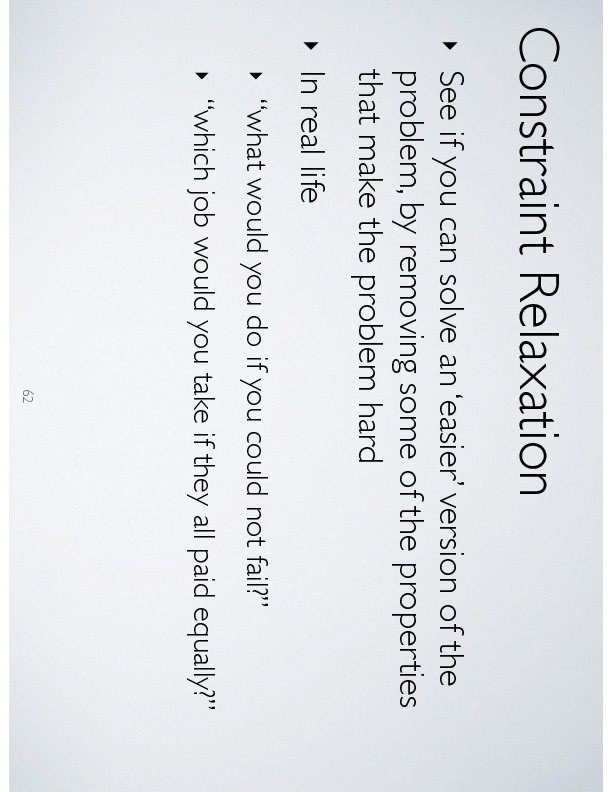 Constraint Relaxation
See if you can solve an ‘easier’ version of the
problem, by removing some of the properties
that make the problem hard
In real life
“what would you do if you could not fail?”
“which job would you take if they all paid equally?”
62